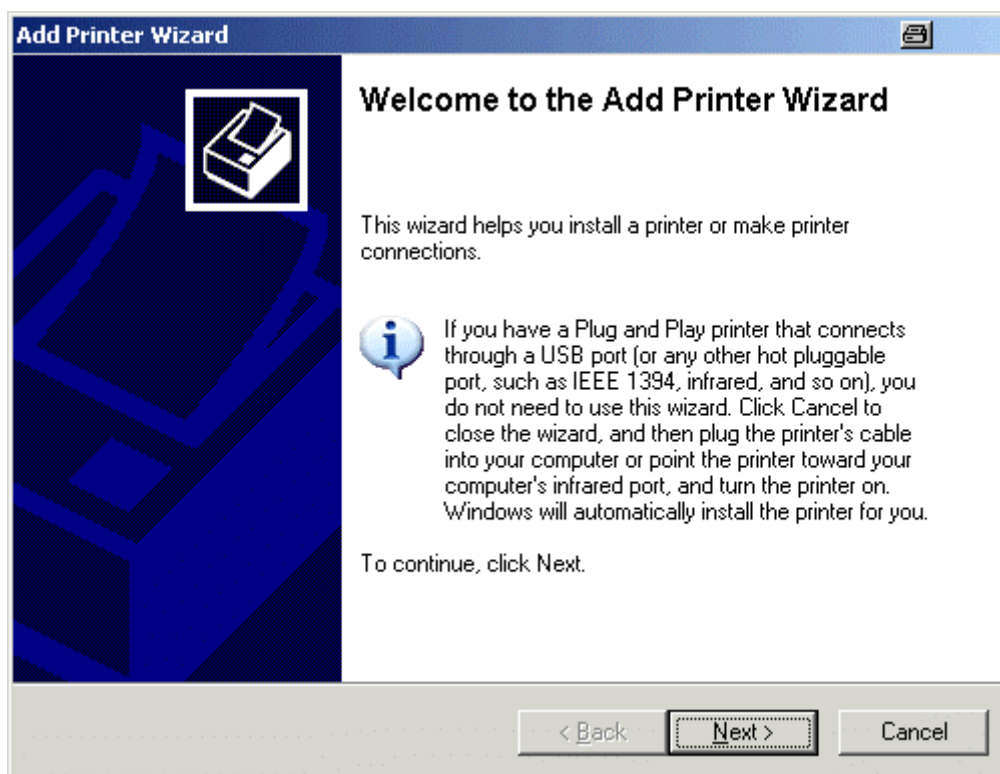 Add Printer Wizard
Welcome to the Add Printer Wizard
This wizard helps you install a printer or make printer
connections.
If you have a Plug and Play printer that connects
through a USB port (or any other hot pluggable
port, such as IEEE 1394, infrared, and so on), you
do not need to use this wizard. Click Cancel to
close the wizard, and then plug the printer's cable
into your computer or point the printer toward your
computer's infrared port, and turn the printer on.
Windows will automatically install the printer for you.
To continue, click Next.
< Back
Next >
Cancel